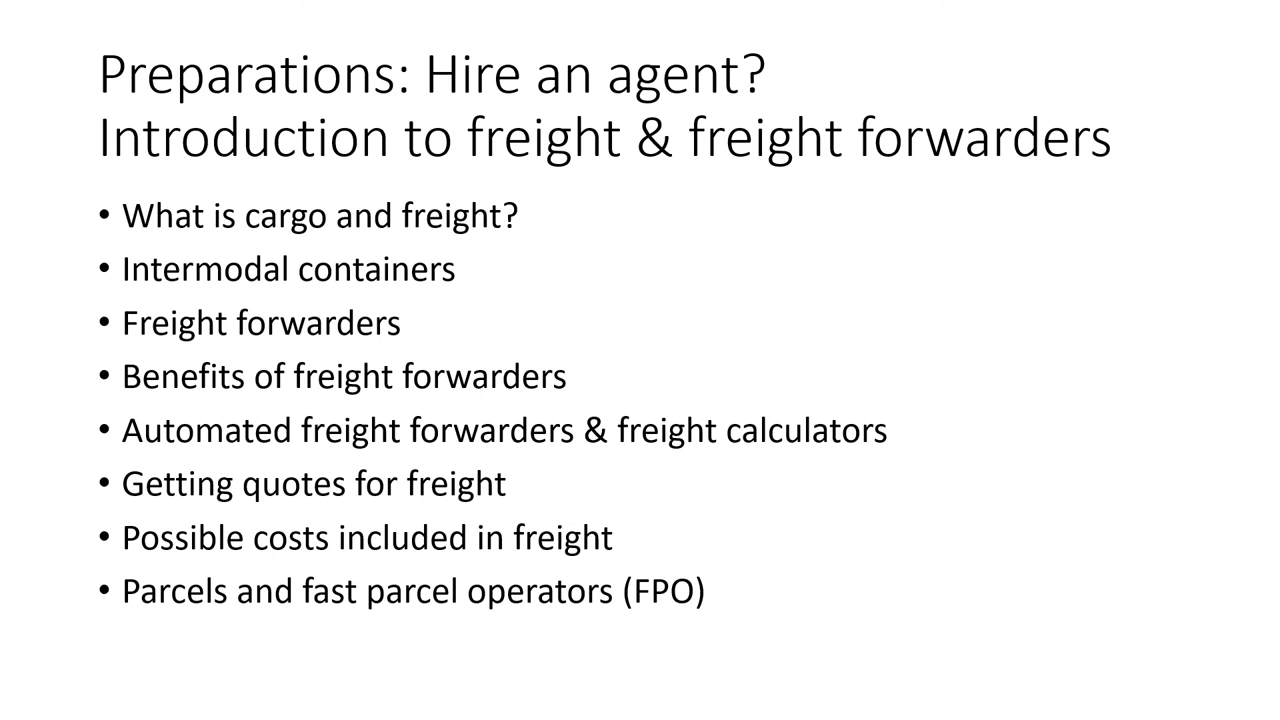 Preparations: Hire an agent?
Introduction to freight & freight forwarders
• What is cargo and freight?
• Intermodal containers
• Freight forwarders
• Benefits of freight forwarders
• Automated freight forwarders & freight calculators
• Getting quotes for freight
• Possible costs included in freight
• Parcels and fast parcel operators (FPO)